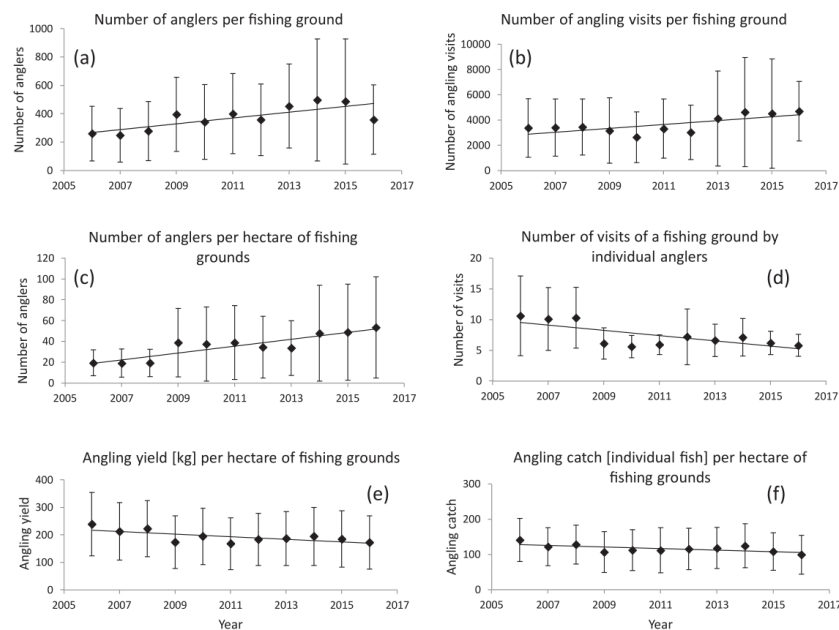 Number of anglers per fishing ground
(a)
Number of anglers
1000
800
600
400
200
0
2005 2007 2009 2011 2013 2015 2017
Number of angling visits per fishing ground
(b)
Number of angling visits
10000
8000
6000
4000
2000
0
2005 2007 2009 2011 2013 2015 2017
Number of anglers per hectare of fishing
grounds
(c)
Number of anglers
120
100
80
60
40
20
0
2005 2007 2009 2011 2013 2015 2017
Number of visits of a fishing ground by
individual anglers
(d)
Number of visits
20
15
10
5
0
2005 2007 2009 2011 2013 2015 2017
Angling yield [kg] per hectare of fishing grounds
(e)
Angling yield
400
300
200
100
0
2005 2007 2009 2011 2013 2015 2017
Year
Angling catch [individual fish] per hectare of
fishing grounds
(f)
Angling catch
300
200
100
0
2005 2007 2009 2011 2013 2015 2017
Year